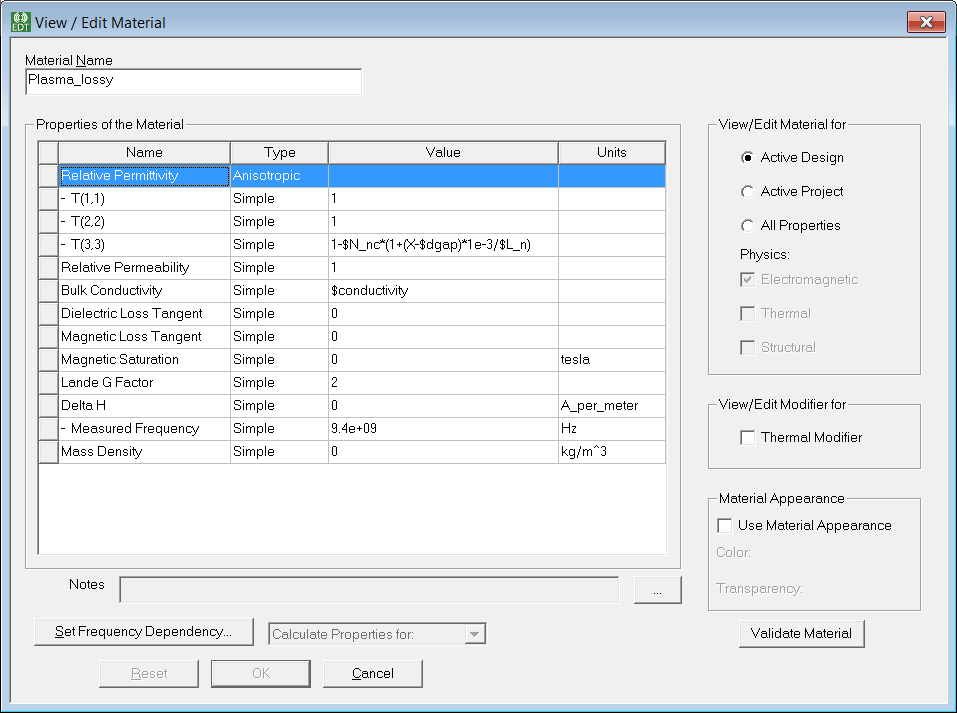 EDT View / Edit Material
Material Name
Plasma_lossy
Properties of the Material
Name Type Value Units
Relative Permittivity Anisotropic
- T(1,1) Simple 1
- T(2,2) Simple 1
- T(3,3) Simple 1-$N_nc*(1+(X-$dgap)*1e-3/$L_n)
Relative Permeability Simple 1
Bulk Conductivity Simple $conductivity
Dielectric Loss Tangent Simple 0
Magnetic Loss Tangent Simple 0
Magnetic Saturation Simple 0 tesla
Lande G Factor Simple 2
Delta H Simple 0 A_per_meter
- Measured Frequency Simple 9.4e+09 Hz
Mass Density Simple 0 kg/m^3
Notes
...
Set Frequency Dependency...
Calculate Properties for:
Reset
OK
Cancel
View/Edit Material for
Active Design
Active Project
All Properties
Physics:
Electromagnetic
Thermal
Structural
View/Edit Modifier for
Thermal Modifier
Material Appearance
Use Material Appearance
Color:
Transparency:
Validate Material